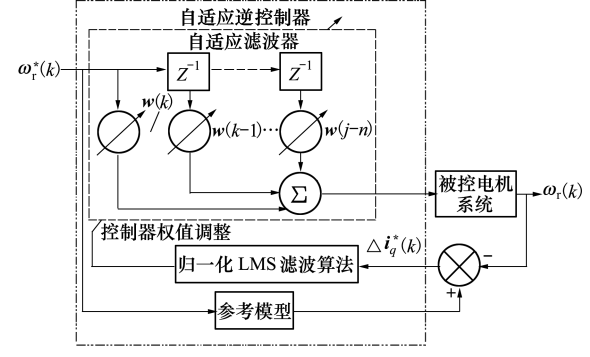 自适应逆控制器
自适应滤波器
ωr*(k)
Z−1
Z−1
w(k)
w(k−1)
···
w(j−n)
Σ
被控电机
系统
ωr(k)
控制器权值调整
归一化 LMS 滤波算法
△iq*(k)
−
+
参考模型